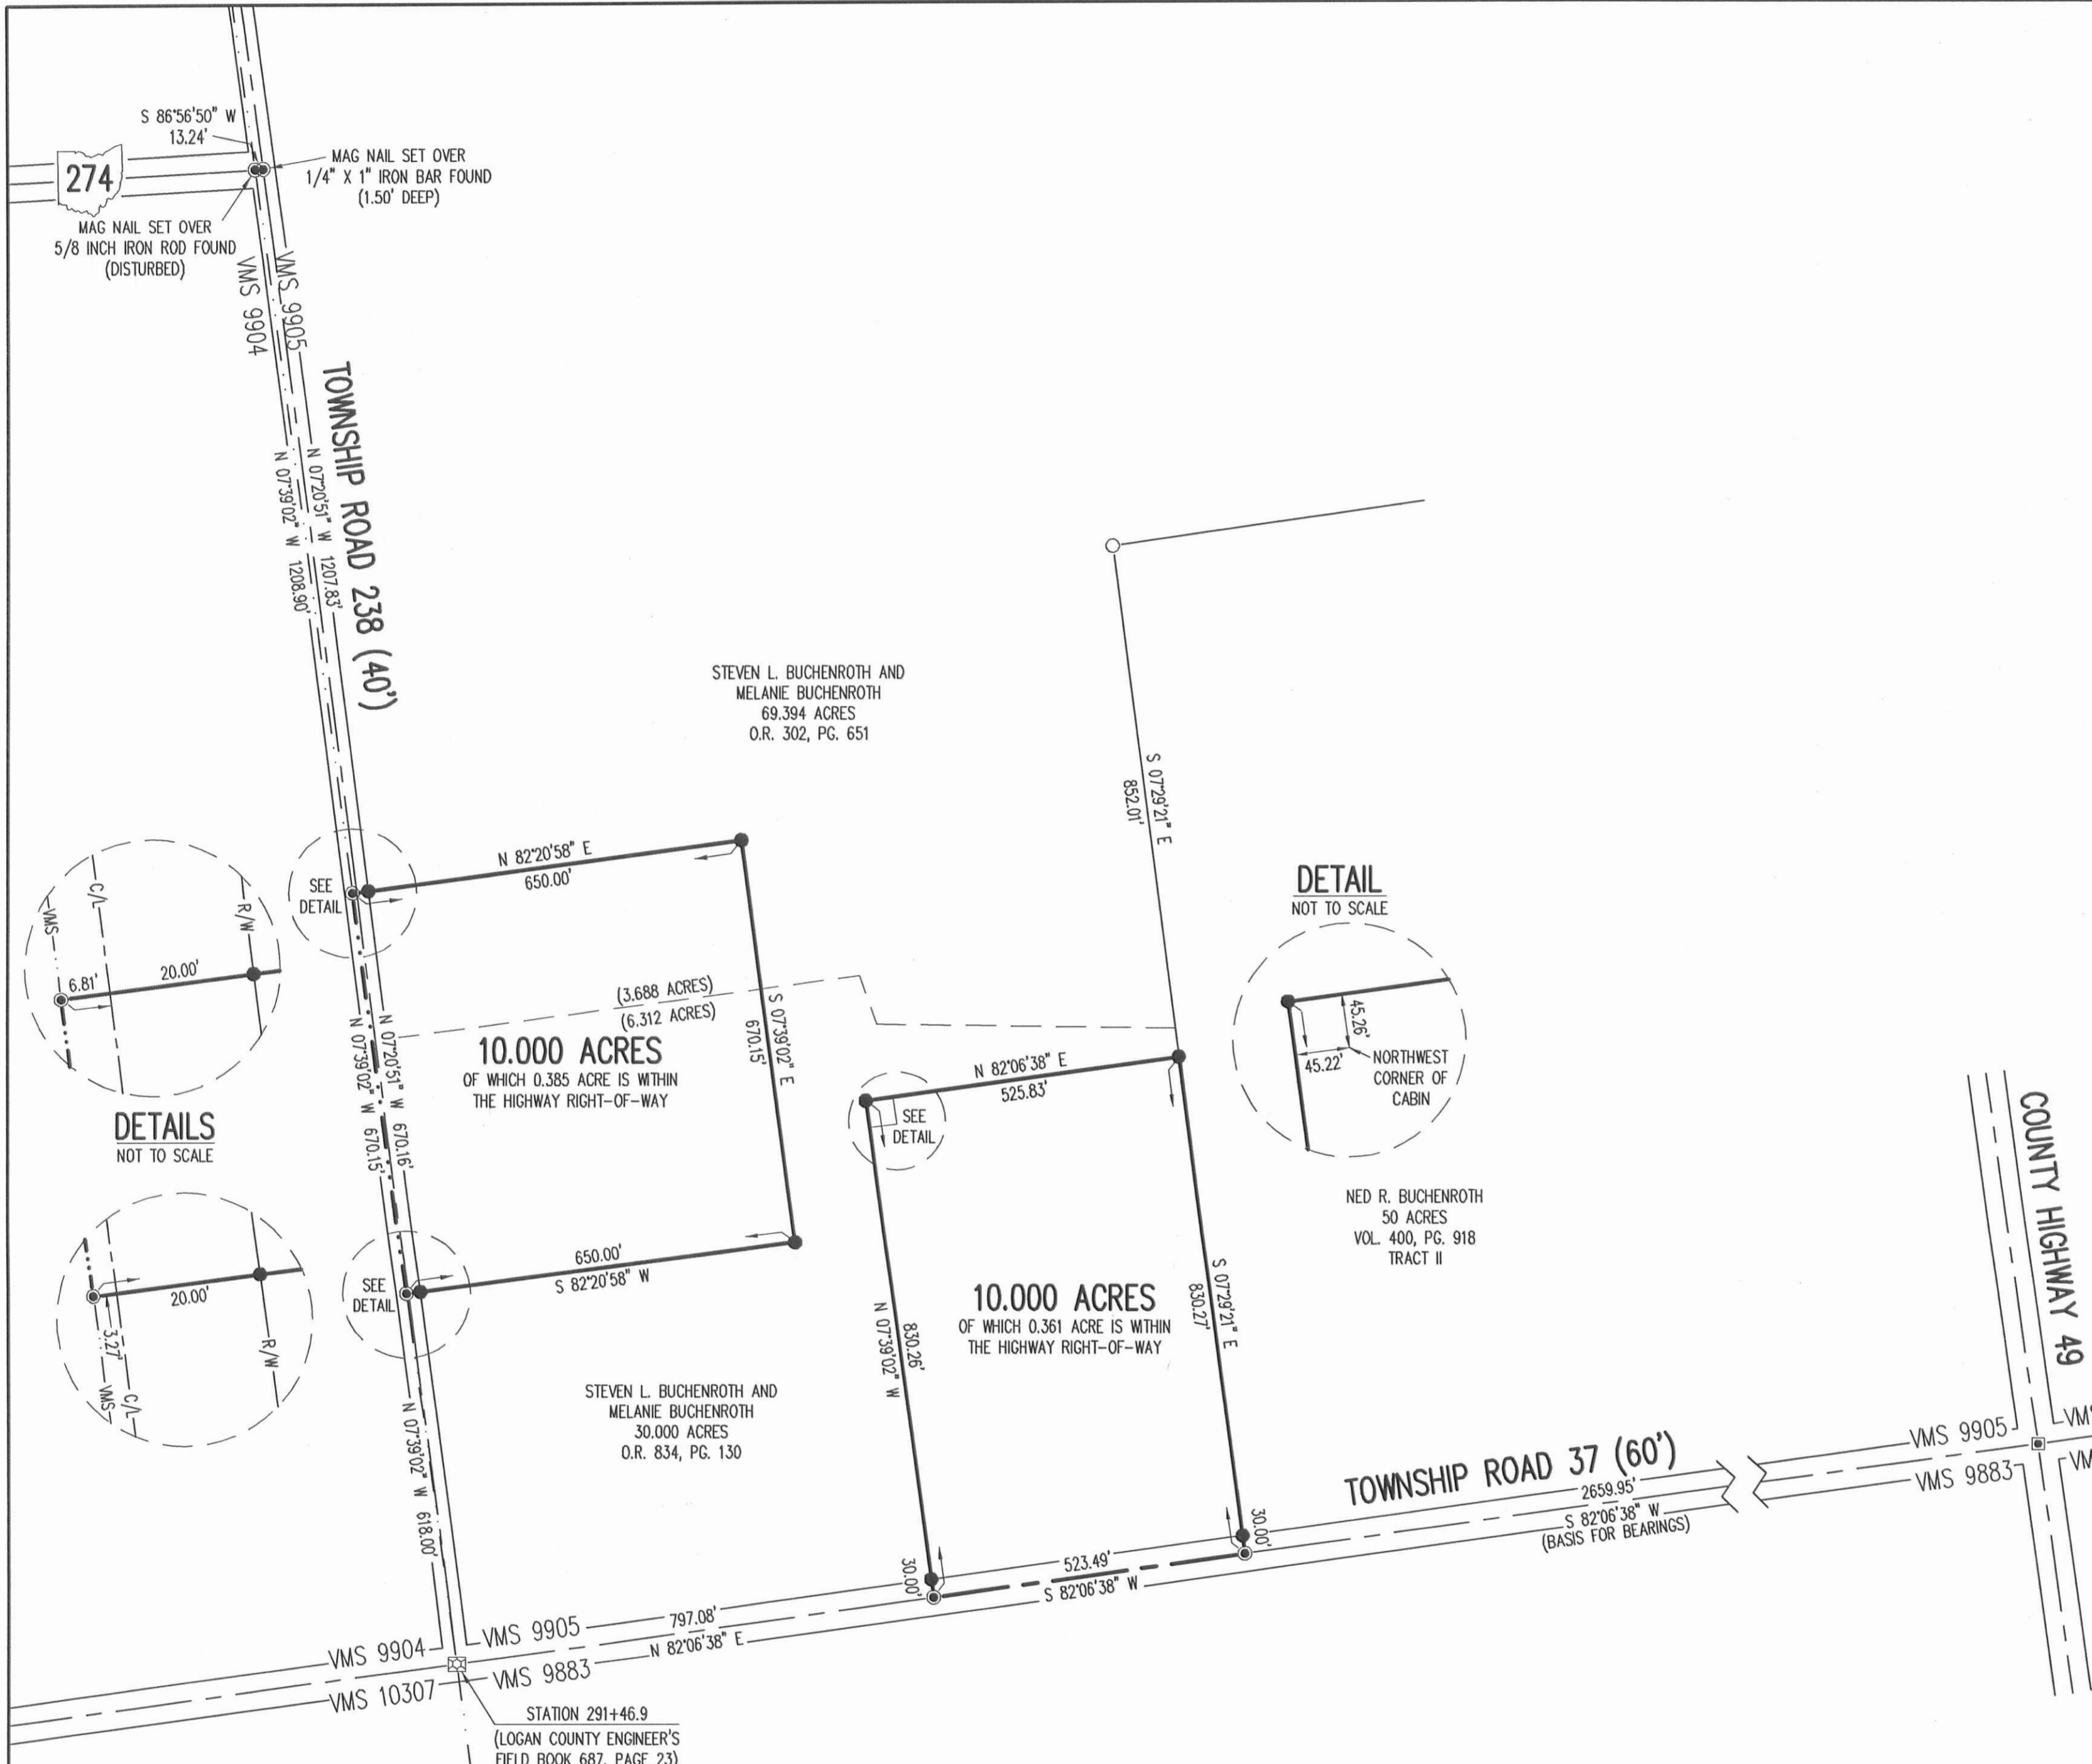 S 86°56'50" W
13.24'
274
MAG NAIL SET OVER
1/4" X 1" IRON BAR FOUND
(1.50' DEEP)
MAG NAIL SET OVER
5/8 INCH IRON ROD FOUND
(DISTURBED)
VMS 9904
VMS 9905
TOWNSHIP ROAD 238 (40')
N 07°20'51" W 1207.83'
N 07°39'02" W 1208.90'
STEVEN L. BUCHENROTH AND
MELANIE BUCHENROTH
69.394 ACRES
O.R. 302, PG. 651
S 07°29'21" E
852.01'
SEE
DETAIL
N 82°20'58" E
650.00'
DETAIL
NOT TO SCALE
45.26'
45.22'
NORTHWEST
CORNER OF
CABIN
VMS
C/L
R/W
6.81'
20.00'
(3.688 ACRES)
(6.312 ACRES)
S 07°39'02" E
670.15'
10.000 ACRES
OF WHICH 0.385 ACRE IS WITHIN
THE HIGHWAY RIGHT-OF-WAY
N 07°20'51" W 670.16'
N 07°39'02" W 670.15'
N 82°06'38" E
525.83'
SEE
DETAIL
DETAILS
NOT TO SCALE
20.00'
3.27'
VMS
C/L
R/W
SEE
DETAIL
650.00'
S 82°20'58" W
NED R. BUCHENROTH
50 ACRES
VOL. 400, PG. 918
TRACT II
COUNTY HIGHWAY 49
10.000 ACRES
OF WHICH 0.361 ACRE IS WITHIN
THE HIGHWAY RIGHT-OF-WAY
S 07°29'21" E
830.27'
830.26'
N 07°39'02" W
STEVEN L. BUCHENROTH AND
MELANIE BUCHENROTH
30.000 ACRES
O.R. 834, PG. 130
N 07°39'02" W 618.00'
TOWNSHIP ROAD 37 (60')
2659.95'
S 82°06'38" W
(BASIS FOR BEARINGS)
VMS 9905
VMS 9883
30.00'
30.00'
523.49'
S 82°06'38" W
797.08'
N 82°06'38" E
VMS 9904
VMS 9905
VMS 10307
VMS 9883
STATION 291+46.9
(LOGAN COUNTY ENGINEER'S
FIELD BOOK 687, PAGE 23)